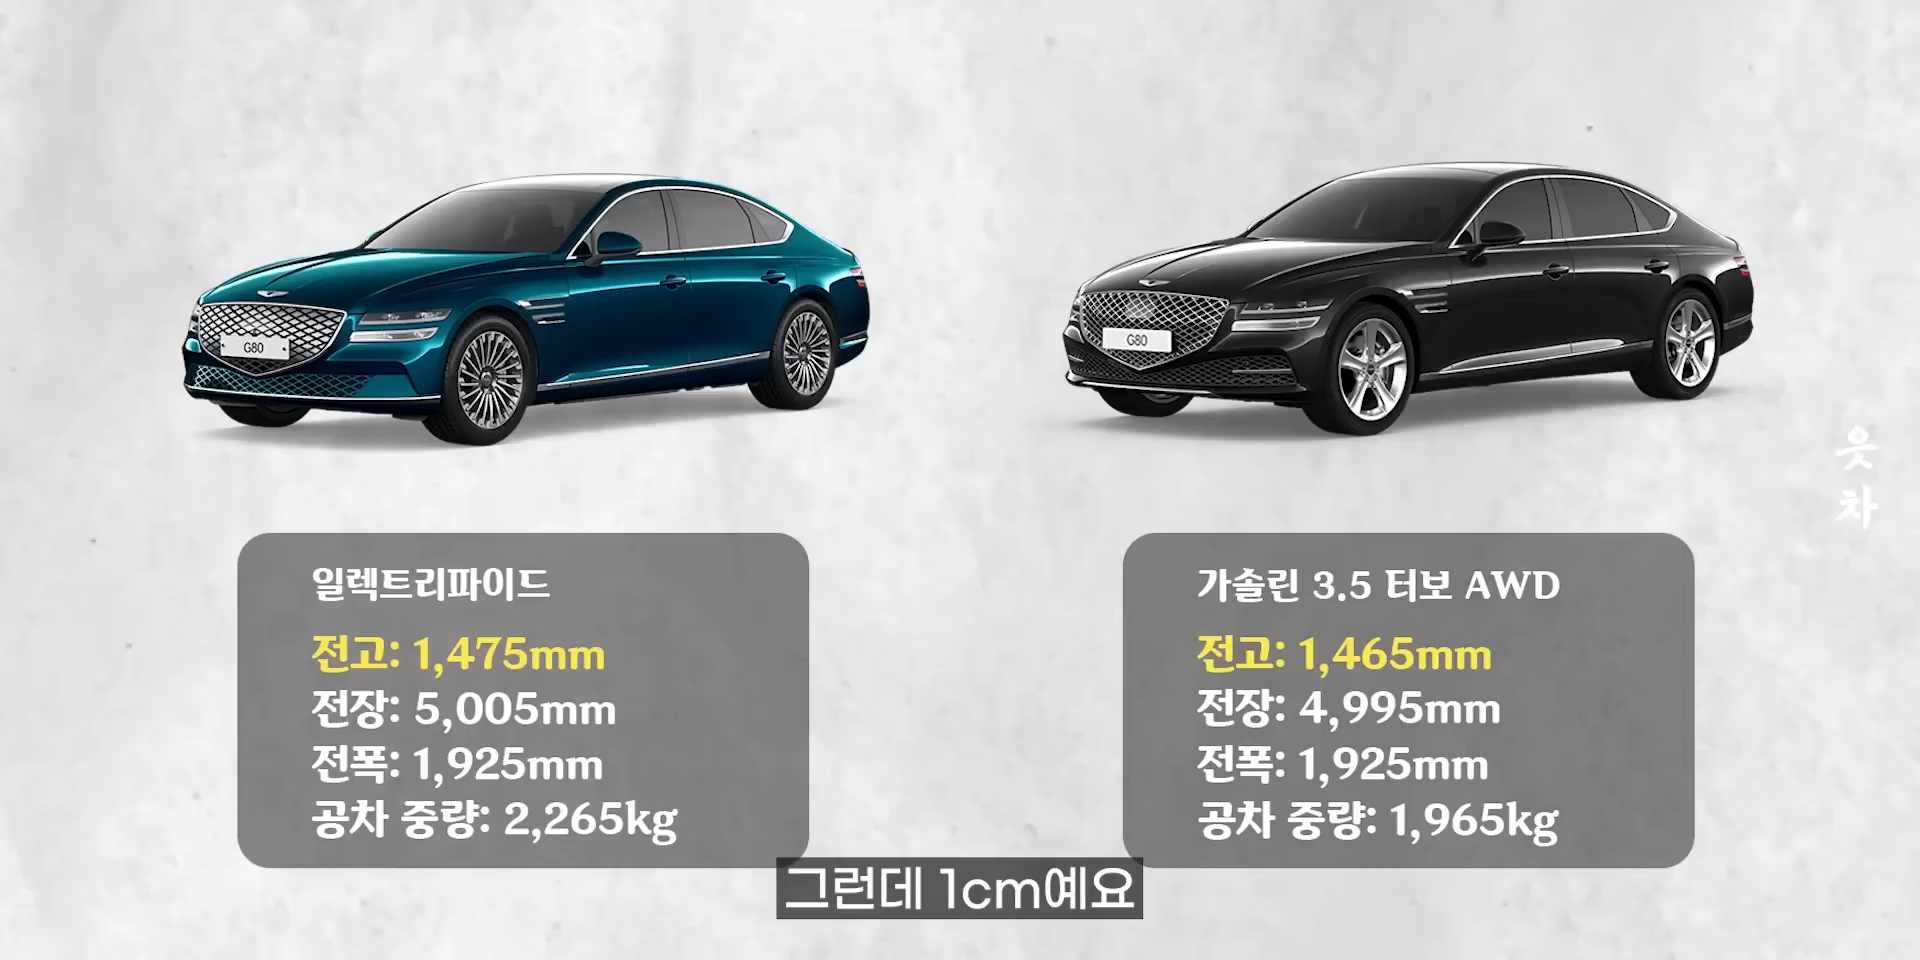 G80
G80
웃
차
일렉트리파이드
전고: 1,475mm
전장: 5,005mm
전폭: 1,925mm
공차 중량: 2,265kg
가솔린 3.5 터보 AWD
전고: 1,465mm
전장: 4,995mm
전폭: 1,925mm
공차 중량: 1,965kg
그런데 1cm예요